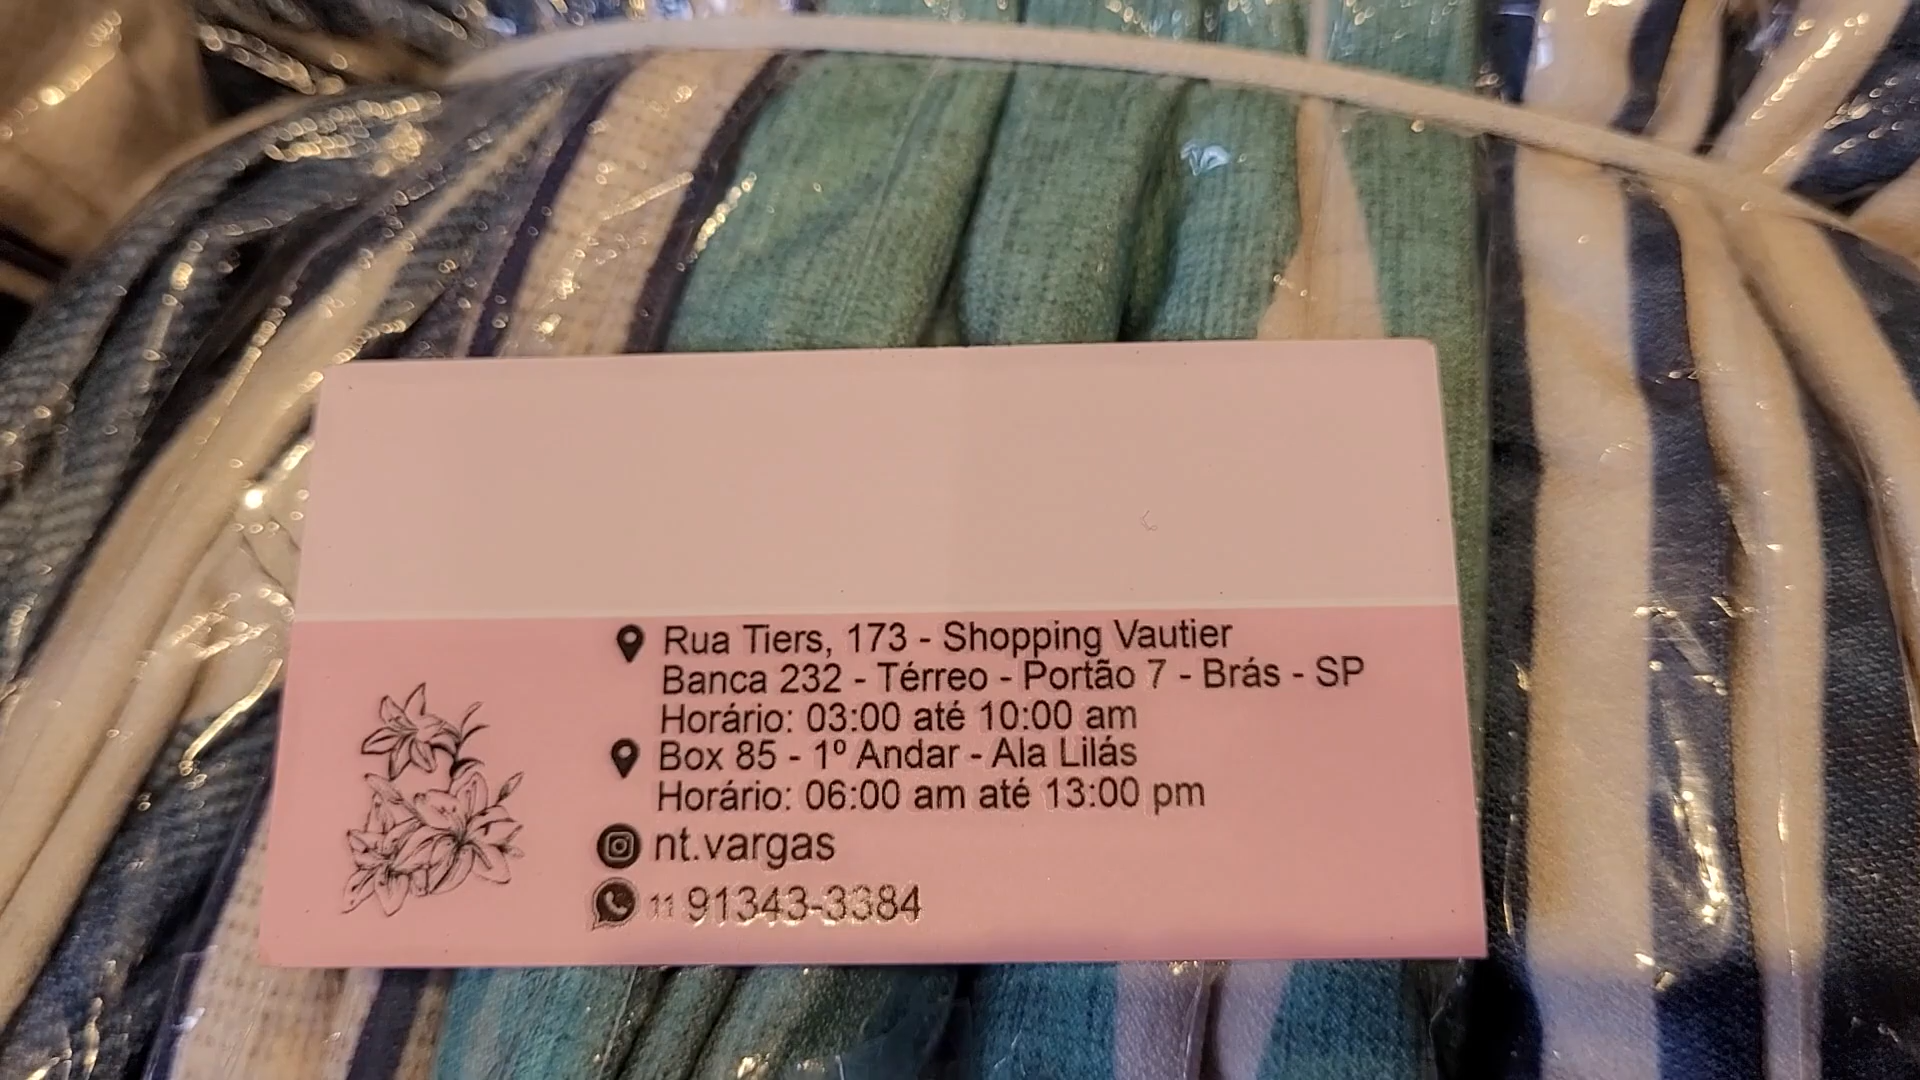 Rua Tiers, 173 - Shopping Vautier
Banca 232 - Térreo - Portão 7 - Brás - SP
Horário: 03:00 até 10:00 am
Box 85 - 1º Andar - Ala Lilás
Horário: 06:00 am até 13:00 pm
nt.vargas
11 91343-3384